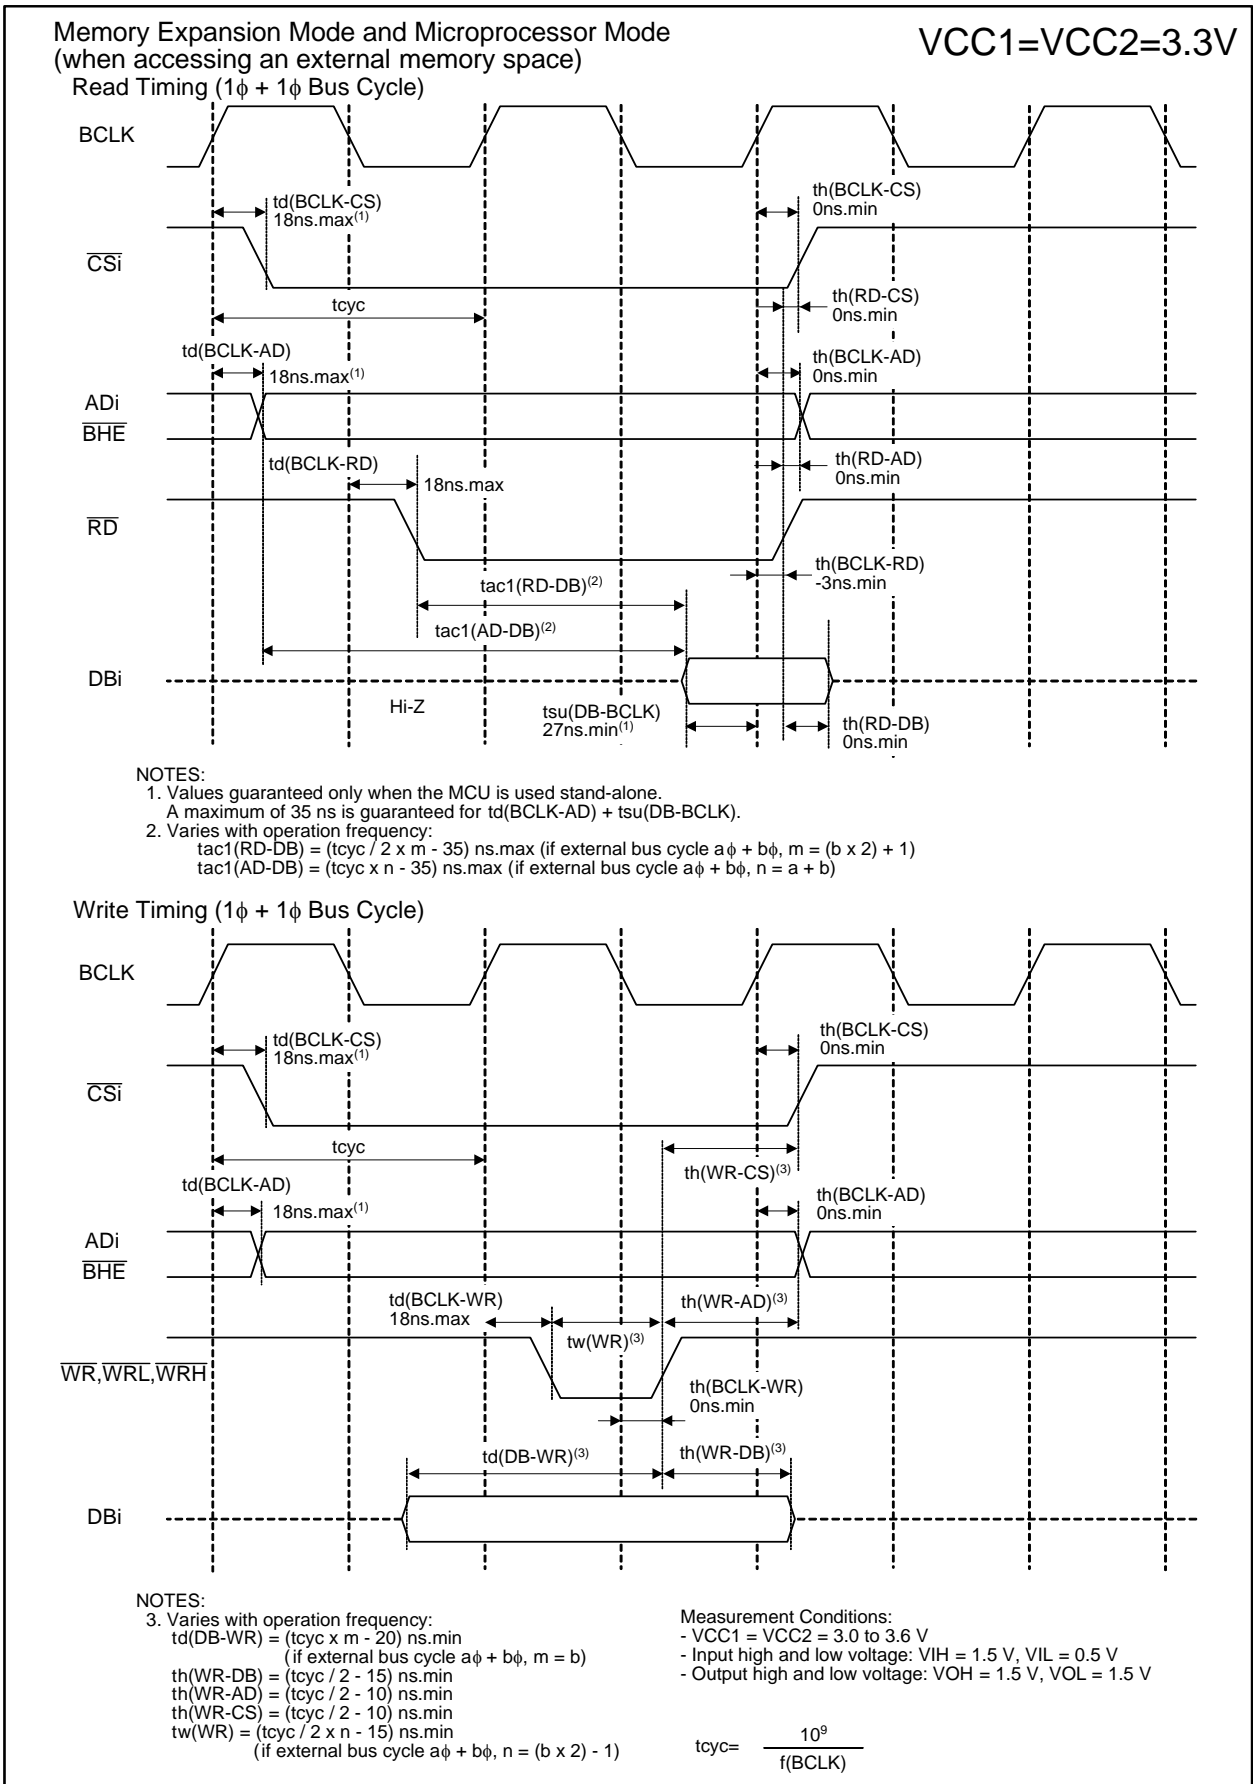 Memory Expansion Mode and Microprocessor Mode
(when accessing an external memory space)
VCC1=VCC2=3.3V
Read Timing (1ϕ + 1ϕ Bus Cycle)
BCLK
td(BCLK-CS)
18ns.max(1)
th(BCLK-CS)
0ns.min
CSi
tcyc
th(RD-CS)
0ns.min
td(BCLK-AD)
18ns.max(1)
th(BCLK-AD)
0ns.min
ADi
BHE
td(BCLK-RD)
18ns.max
th(RD-AD)
0ns.min
RD
th(BCLK-RD)
-3ns.min
tac1(RD-DB)(2)
tac1(AD-DB)(2)
DBi
Hi-Z
tsu(DB-BCLK)
27ns.min(1)
th(RD-DB)
0ns.min
NOTES:
1. Values guaranteed only when the MCU is used stand-alone.
A maximum of 35 ns is guaranteed for td(BCLK-AD) + tsu(DB-BCLK).
2. Varies with operation frequency:
tac1(RD-DB) = (tcyc / 2 x m - 35) ns.max (if external bus cycle aϕ + bϕ, m = (b x 2) + 1)
tac1(AD-DB) = (tcyc x n - 35) ns.max (if external bus cycle aϕ + bϕ, n = a + b)
Write Timing (1ϕ + 1ϕ Bus Cycle)
BCLK
td(BCLK-CS)
18ns.max(1)
th(BCLK-CS)
0ns.min
CSi
tcyc
th(WR-CS)(3)
td(BCLK-AD)
18ns.max(1)
th(BCLK-AD)
0ns.min
ADi
BHE
td(BCLK-WR)
18ns.max
tw(WR)(3)
th(WR-AD)(3)
WR,WRL,WRH
th(BCLK-WR)
0ns.min
td(DB-WR)(3)
th(WR-DB)(3)
DBi
NOTES:
3. Varies with operation frequency:
td(DB-WR) = (tcyc x m - 20) ns.min
(if external bus cycle aϕ + bϕ, m = b)
th(WR-DB) = (tcyc / 2 - 15) ns.min
th(WR-AD) = (tcyc / 2 - 10) ns.min
th(WR-CS) = (tcyc / 2 - 10) ns.min
tw(WR) = (tcyc / 2 x n - 15) ns.min
(if external bus cycle aϕ + bϕ, n = (b x 2) - 1)
Measurement Conditions:
- VCC1 = VCC2 = 3.0 to 3.6 V
- Input high and low voltage: VIH = 1.5 V, VIL = 0.5 V
- Output high and low voltage: VOH = 1.5 V, VOL = 1.5 V
tcyc=
10⁹
f(BCLK)